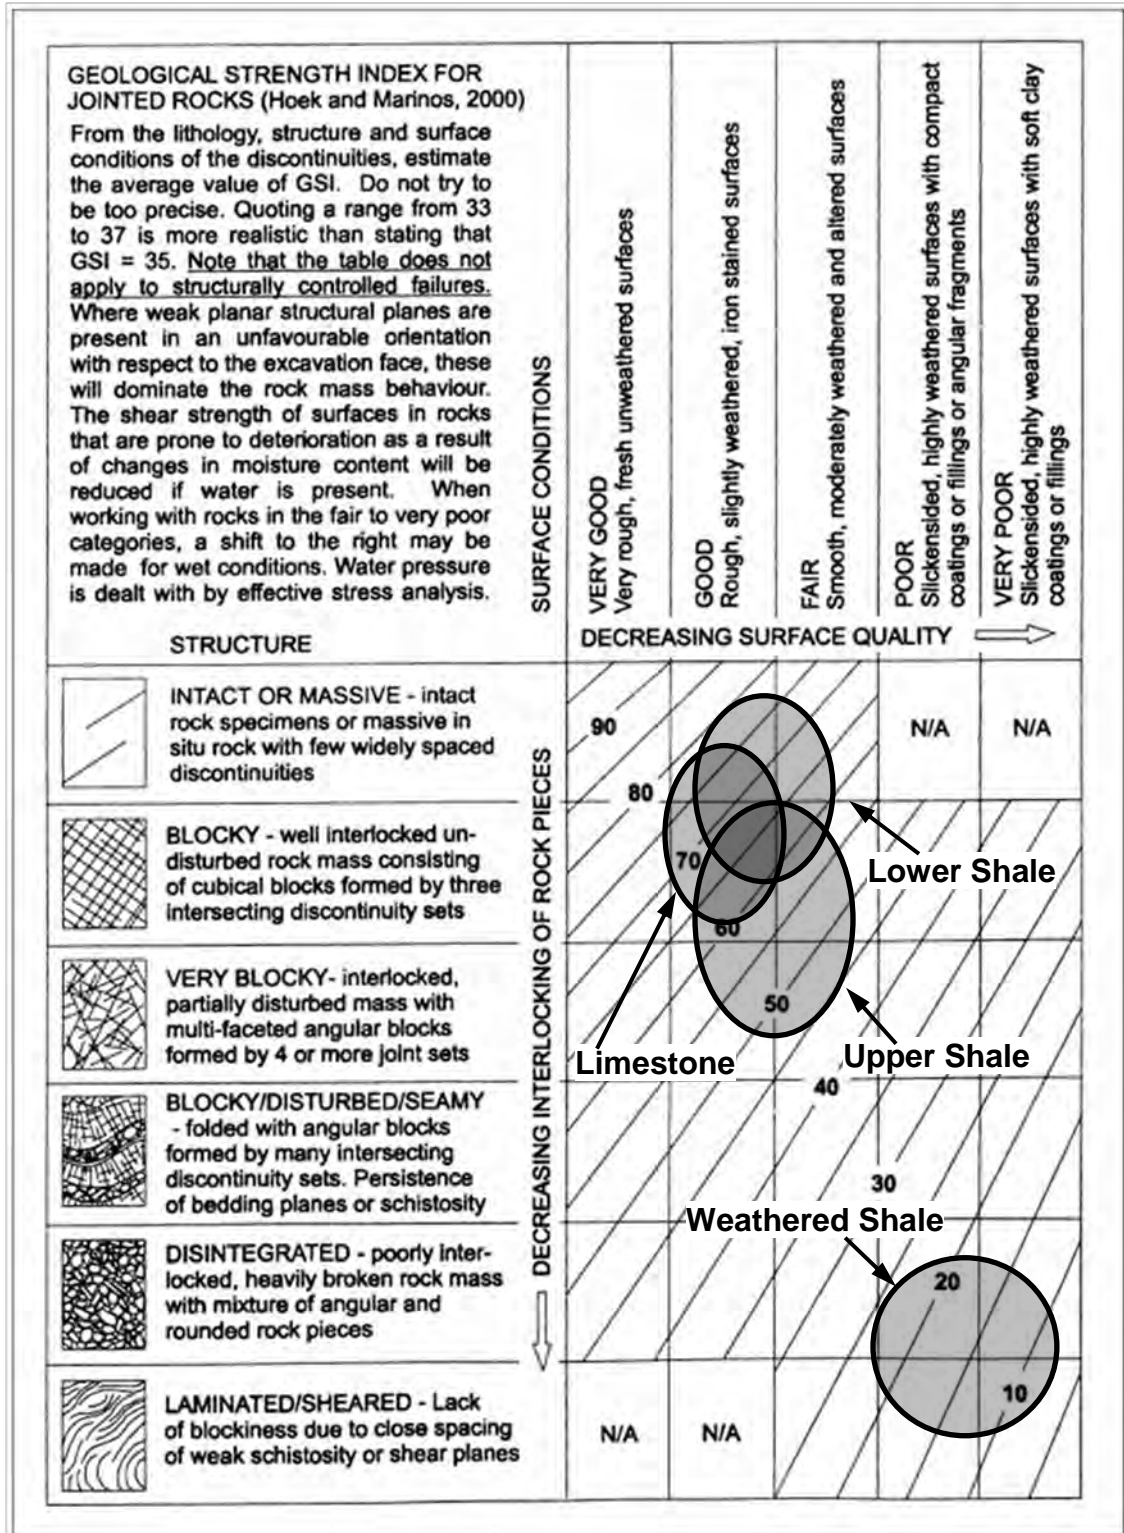 GEOLOGICAL STRENGTH INDEX FOR
JOINTED ROCKS (Hoek and Marinos, 2000)
From the lithology, structure and surface
conditions of the discontinuities, estimate
the average value of GSI. Do not try to
be too precise. Quoting a range from 33
to 37 is more realistic than stating that
GSI = 35. Note that the table does not
apply to structurally controlled failures.
Where weak planar structural planes are
present in an unfavourable orientation
with respect to the excavation face, these
will dominate the rock mass behaviour.
The shear strength of surfaces in rocks
that are prone to deterioration as a result
of changes in moisture content will be
reduced if water is present. When
working with rocks in the fair to very poor
categories, a shift to the right may be
made for wet conditions. Water pressure
is dealt with by effective stress analysis.
STRUCTURE
SURFACE CONDITIONS
VERY GOOD
Very rough, fresh unweathered surfaces
GOOD
Rough, slightly weathered, iron stained surfaces
FAIR
Smooth, moderately weathered and altered surfaces
POOR
Slickensided, highly weathered surfaces with compact
coatings or fillings or angular fragments
VERY POOR
Slickensided, highly weathered surfaces with soft clay
coatings or fillings
DECREASING SURFACE QUALITY
INTACT OR MASSIVE - intact
rock specimens or massive in
situ rock with few widely spaced
discontinuities
BLOCKY - well interlocked un-
disturbed rock mass consisting
of cubical blocks formed by three
intersecting discontinuity sets
VERY BLOCKY- interlocked,
partially disturbed mass with
multi-faceted angular blocks
formed by 4 or more joint sets
BLOCKY/DISTURBED/SEAMY
- folded with angular blocks
formed by many intersecting
discontinuity sets. Persistence
of bedding planes or schistosity
DISINTEGRATED - poorly inter-
locked, heavily broken rock mass
with mixture of angular and
rounded rock pieces
LAMINATED/SHEARED - Lack
of blockiness due to close spacing
of weak schistosity or shear planes
DECREASING INTERLOCKING OF ROCK PIECES
90
N/A
N/A
80
70
Lower Shale
60
50
Limestone
Upper Shale
40
30
Weathered Shale
20
10
N/A
N/A